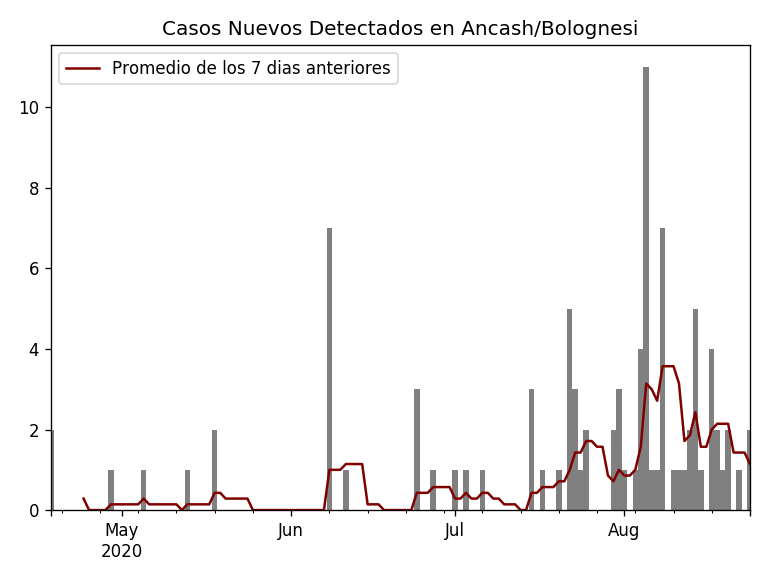 Casos Nuevos Detectados en Ancash/Bolognesi
Promedio de los 7 dias anteriores
10
8
6
4
2
0
May Jun Jul Aug
2020